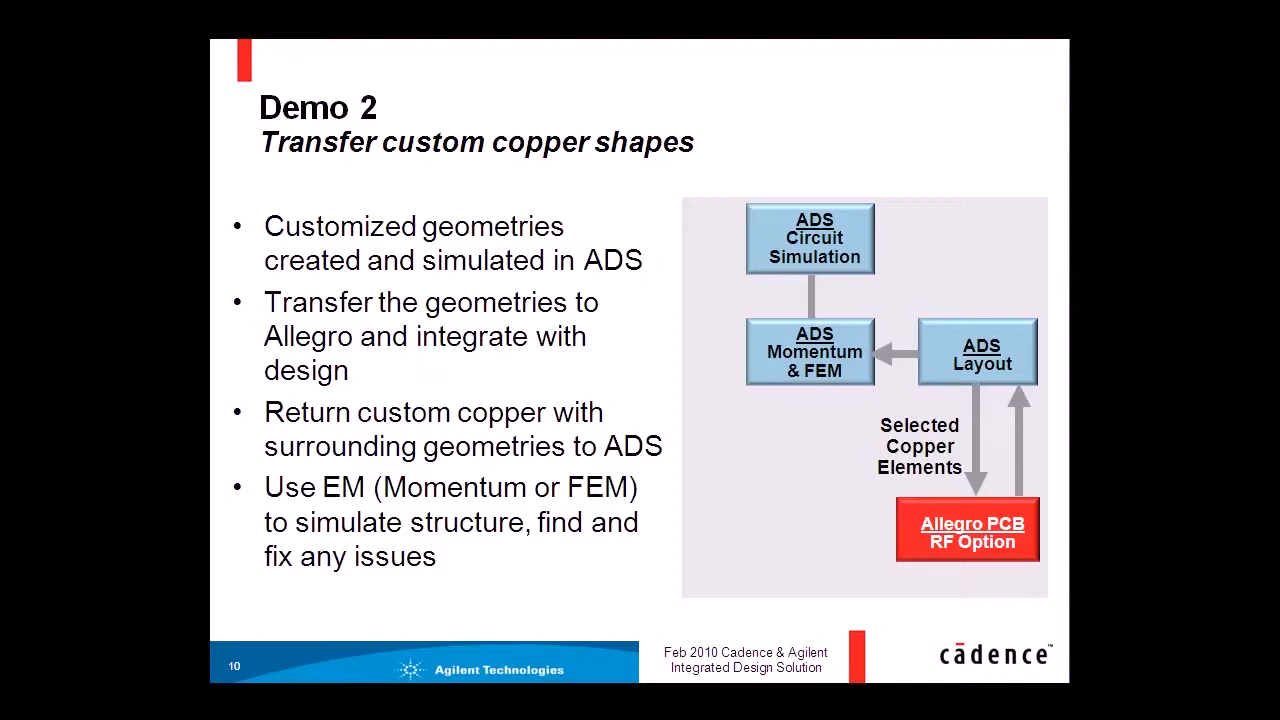 Demo 2
Transfer custom copper shapes
• Customized geometries
created and simulated in ADS
• Transfer the geometries to
Allegro and integrate with
design
• Return custom copper with
surrounding geometries to ADS
• Use EM (Momentum or FEM)
to simulate structure, find and
fix any issues
ADS
Circuit
Simulation
ADS
Momentum
& FEM
ADS
Layout
Selected
Copper
Elements
Allegro PCB
RF Option
10
Agilent Technologies
Feb 2010 Cadence & Agilent
Integrated Design Solution
cādence™